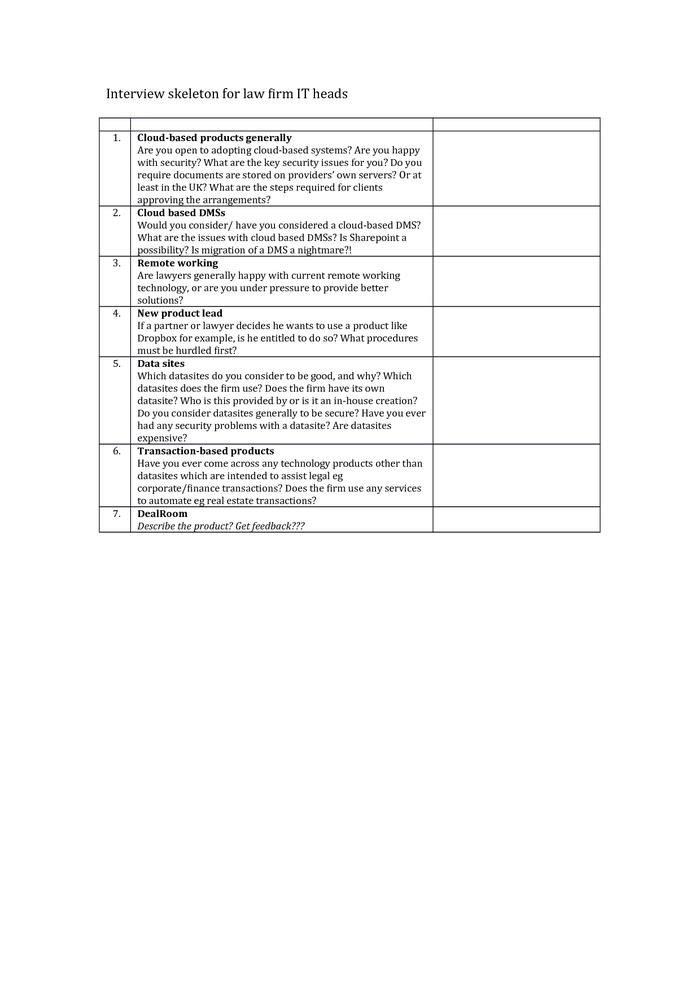 Interview skeleton for law firm IT heads
1. Cloud-based products generally
Are you open to adopting cloud-based systems? Are you happy
with security? What are the key security issues for you? Do you
require documents are stored on providers' own servers? Or at
least in the UK? What are the steps required for clients
approving the arrangements?
2. Cloud based DMSs
Would you consider/ have you considered a cloud-based DMS?
What are the issues with cloud based DMSs? Is Sharepoint a
possibility? Is migration of a DMS a nightmare?!
3. Remote working
Are lawyers generally happy with current remote working
technology, or are you under pressure to provide better
solutions?
4. New product lead
If a partner or lawyer decides he wants to use a product like
Dropbox for example, is he entitled to do so? What procedures
must be hurdled first?
5. Data sites
Which datasites do you consider to be good, and why? Which
datasites does the firm use? Does the firm have its own
datasite? Who is this provided by or is it an in-house creation?
Do you consider datasites generally to be secure? Have you ever
had any security problems with a datasite? Are datasites
expensive?
6. Transaction-based products
Have you ever come across any technology products other than
datasites which are intended to assist legal eg
corporate/finance transactions? Does the firm use any services
to automate eg real estate transactions?
7. DealRoom
Describe the product? Get feedback???